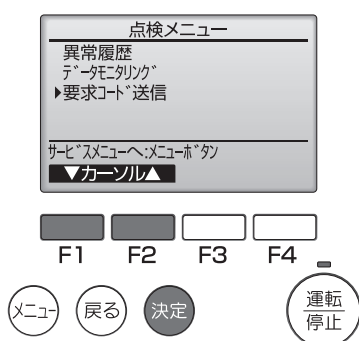 点検メニュー
異常履歴
ﾃﾞｰﾀﾓﾆﾀﾘﾝｸﾞ
▶要求ｺｰﾄﾞ送信
ｻｰﾋﾞｽﾒﾆｭｰへ:ﾒﾆｭｰﾎﾞﾀﾝ
▼カーソル▲
F1 F2 F3 F4
メニュー 戻る 決定 運転
停止